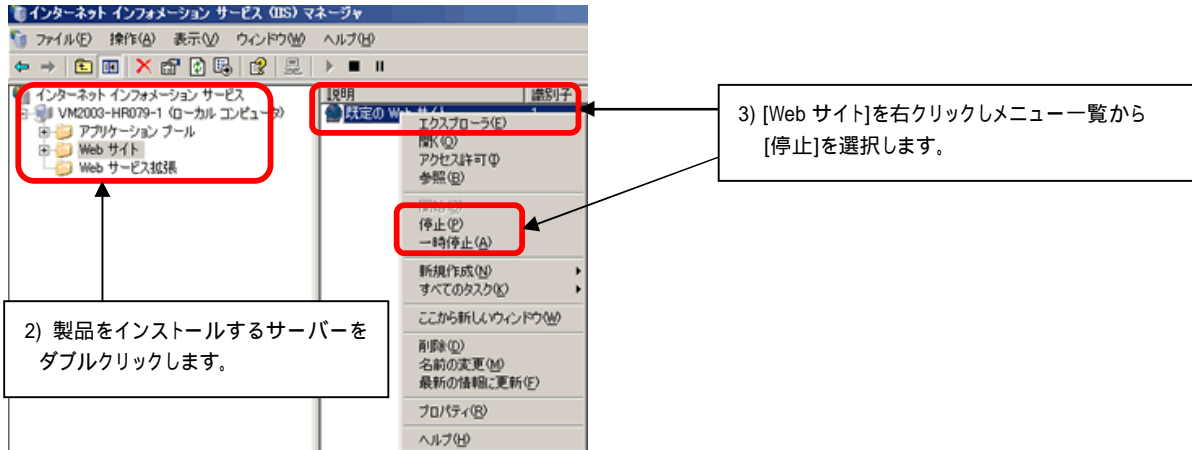 インターネット インフォメーション サービス (IIS) マネージャ
ファイル(F) 操作(A) 表示(V) ウィンドウ(W) ヘルプ(H)
インターネット インフォメーション サービス
VM2003-HR079-1 (ローカル コンピュータ)
アプリケーション プール
Web サイト
Web サービス拡張
説明 識別子
既定の Web サイト 1
エクスプローラ(E)
開く(O)
アクセス許可(I)
参照(B)
開始(S)
停止(P)
一時停止(A)
新規作成(N)
すべてのタスク(K)
ここから新しいウィンドウ(W)
削除(D)
名前の変更(M)
最新の情報に更新(F)
プロパティ(R)
ヘルプ(H)
3) [Web サイト]を右クリックしメニュー一覧から
[停止]を選択します。
2) 製品をインストールするサーバーを
ダブルクリックします。